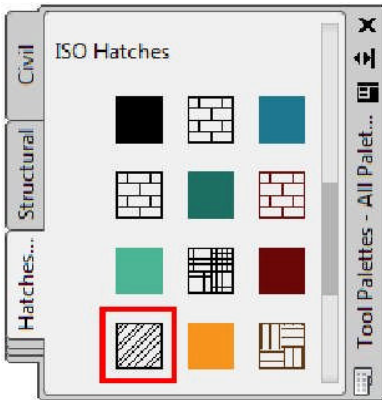 ISO Hatches
Civil
Structural
Hatches...
Tool Palettes - All Palet...